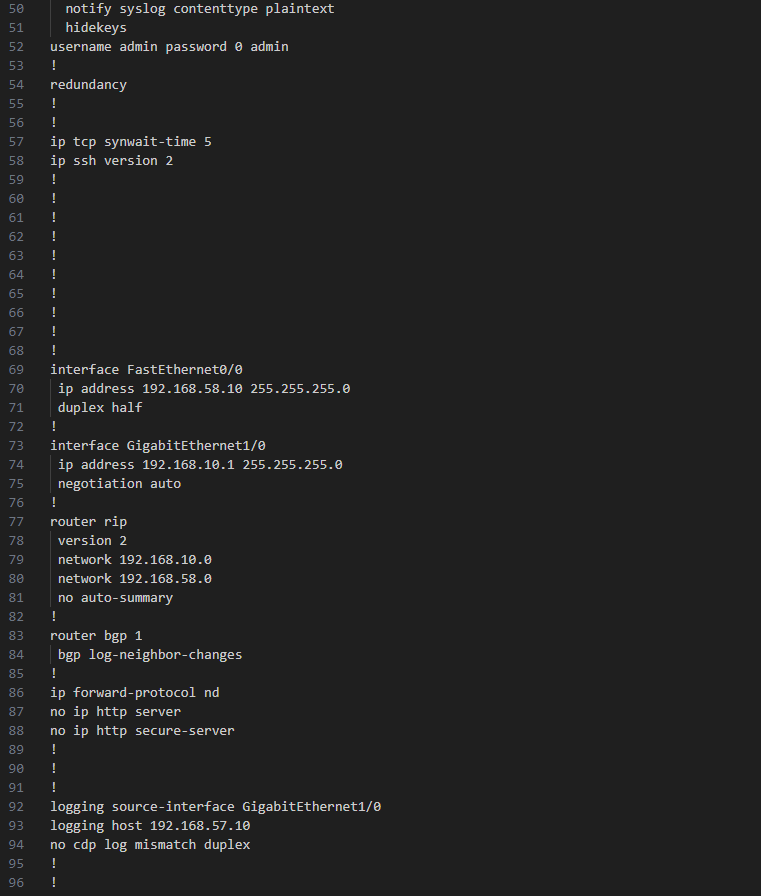 50 notify syslog contenttype plaintext
51 hidekeys
52 username admin password 0 admin
53 !
54 redundancy
55 !
56 !
57 ip tcp synwait-time 5
58 ip ssh version 2
59 !
60 !
61 !
62 !
63 !
64 !
65 !
66 !
67 !
68 !
69 interface FastEthernet0/0
70 ip address 192.168.58.10 255.255.255.0
71 duplex half
72 !
73 interface GigabitEthernet1/0
74 ip address 192.168.10.1 255.255.255.0
75 negotiation auto
76 !
77 router rip
78 version 2
79 network 192.168.10.0
80 network 192.168.58.0
81 no auto-summary
82 !
83 router bgp 1
84 bgp log-neighbor-changes
85 !
86 ip forward-protocol nd
87 no ip http server
88 no ip http secure-server
89 !
90 !
91 !
92 logging source-interface GigabitEthernet1/0
93 logging host 192.168.57.10
94 no cdp log mismatch duplex
95 !
96 !